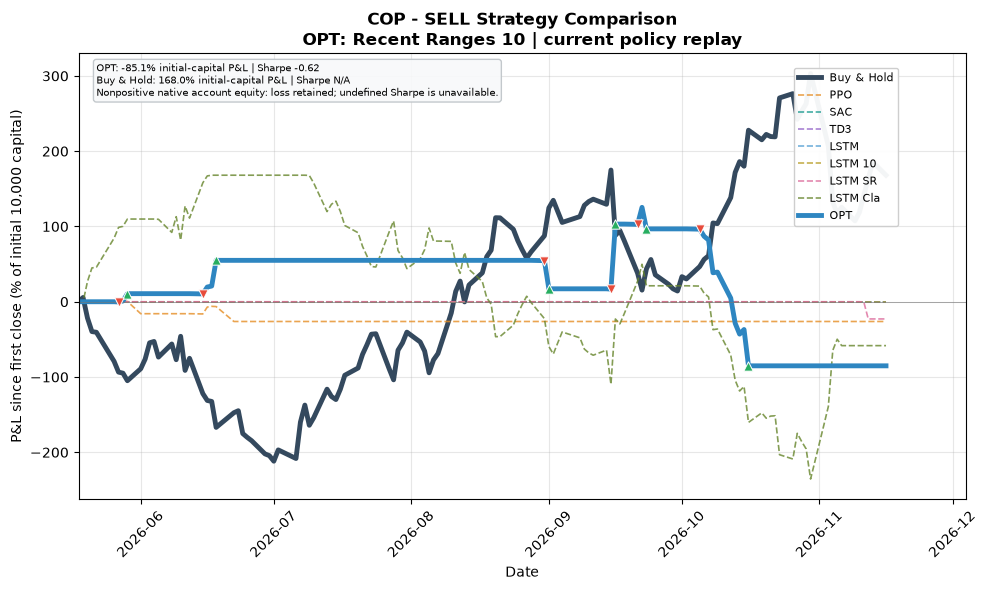 COP - SELL Strategy Comparison
OPT: Recent Ranges 10 | current policy replay
OPT: -85.1% initial-capital P&L | Sharpe -0.62
Buy & Hold: 168.0% initial-capital P&L | Sharpe N/A
Nonpositive native account equity: loss retained; undefined Sharpe is unavailable.
Buy & Hold
PPO
SAC
TD3
LSTM
LSTM 10
LSTM SR
LSTM Cla
OPT
P&L since first close (% of initial 10,000 capital)
300
200
100
0
−100
−200
2026-06
2026-07
2026-08
2026-09
2026-10
2026-11
2026-12
Date